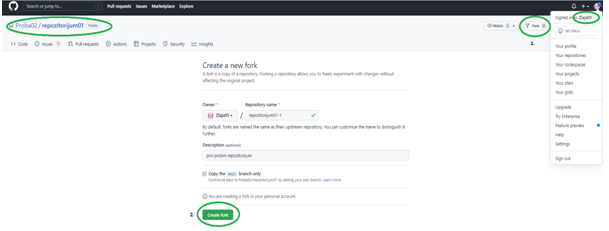 Search or jump to...
Pull requests Issues Marketplace Explore
Proba02 / repozitorijum01 Public
Watch 1
Fork 0
1.
Code
Issues 1
Pull requests
Actions
Projects
Security
Insights
Signed in as Zlaja05
Set status
Your profile
Your repositories
Your codespaces
Your projects
Your stars
Your gists
Upgrade
Try Enterprise
Feature preview
Help
Settings
Sign out
Create a new fork
A fork is a copy of a repository. Forking a repository allows you to freely experiment with changes without
affecting the original project.
Owner * Repository name *
Zlaja05 / repozitorijum01-1
By default, forks are named the same as their upstream repository. You can customize the name to distinguish it
further.
Description (optional)
prvi probni repozitorijum
Copy the main branch only
Contribute back to Proba02/repozitorijum01 by adding your own branch. Learn more.
You are creating a fork in your personal account.
2.
Create fork